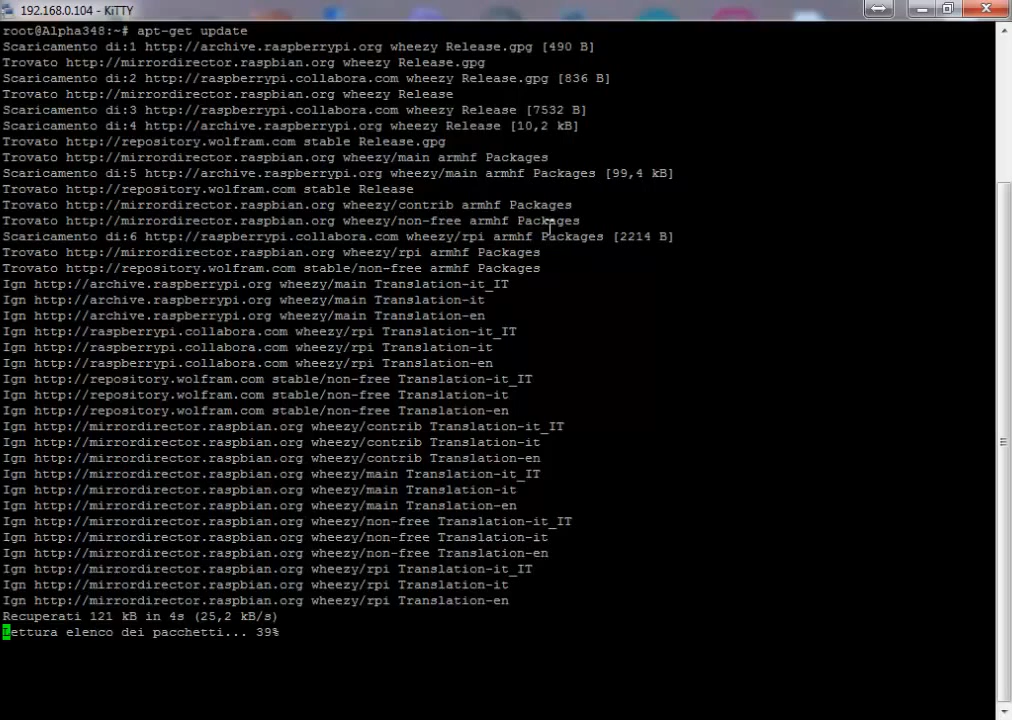 192.168.0.104 - KiTTY
root@Alpha348:~# apt-get update
Scaricamento di:1 http://archive.raspberrypi.org wheezy Release.gpg [490 B]
Trovato http://mirrordirector.raspbian.org wheezy Release.gpg
Scaricamento di:2 http://raspberrypi.collabora.com wheezy Release.gpg [836 B]
Trovato http://mirrordirector.raspbian.org wheezy Release
Scaricamento di:3 http://raspberrypi.collabora.com wheezy Release [7532 B]
Scaricamento di:4 http://archive.raspberrypi.org wheezy Release [10,2 kB]
Trovato http://repository.wolfram.com stable Release.gpg
Trovato http://mirrordirector.raspbian.org wheezy/main armhf Packages
Scaricamento di:5 http://archive.raspberrypi.org wheezy/main armhf Packages [99,4 kB]
Trovato http://repository.wolfram.com stable Release
Trovato http://mirrordirector.raspbian.org wheezy/contrib armhf Packages
Trovato http://mirrordirector.raspbian.org wheezy/non-free armhf Packages
Scaricamento di:6 http://raspberrypi.collabora.com wheezy/rpi armhf Packages [2214 B]
Trovato http://mirrordirector.raspbian.org wheezy/rpi armhf Packages
Trovato http://repository.wolfram.com stable/non-free armhf Packages
Ign http://archive.raspberrypi.org wheezy/main Translation-it_IT
Ign http://archive.raspberrypi.org wheezy/main Translation-it
Ign http://archive.raspberrypi.org wheezy/main Translation-en
Ign http://raspberrypi.collabora.com wheezy/rpi Translation-it_IT
Ign http://raspberrypi.collabora.com wheezy/rpi Translation-it
Ign http://raspberrypi.collabora.com wheezy/rpi Translation-en
Ign http://repository.wolfram.com stable/non-free Translation-it_IT
Ign http://repository.wolfram.com stable/non-free Translation-it
Ign http://repository.wolfram.com stable/non-free Translation-en
Ign http://mirrordirector.raspbian.org wheezy/contrib Translation-it_IT
Ign http://mirrordirector.raspbian.org wheezy/contrib Translation-it
Ign http://mirrordirector.raspbian.org wheezy/contrib Translation-en
Ign http://mirrordirector.raspbian.org wheezy/main Translation-it_IT
Ign http://mirrordirector.raspbian.org wheezy/main Translation-it
Ign http://mirrordirector.raspbian.org wheezy/main Translation-en
Ign http://mirrordirector.raspbian.org wheezy/non-free Translation-it_IT
Ign http://mirrordirector.raspbian.org wheezy/non-free Translation-it
Ign http://mirrordirector.raspbian.org wheezy/non-free Translation-en
Ign http://mirrordirector.raspbian.org wheezy/rpi Translation-it_IT
Ign http://mirrordirector.raspbian.org wheezy/rpi Translation-it
Ign http://mirrordirector.raspbian.org wheezy/rpi Translation-en
Recuperati 121 kB in 4s (25,2 kB/s)
Lettura elenco dei pacchetti... 39%